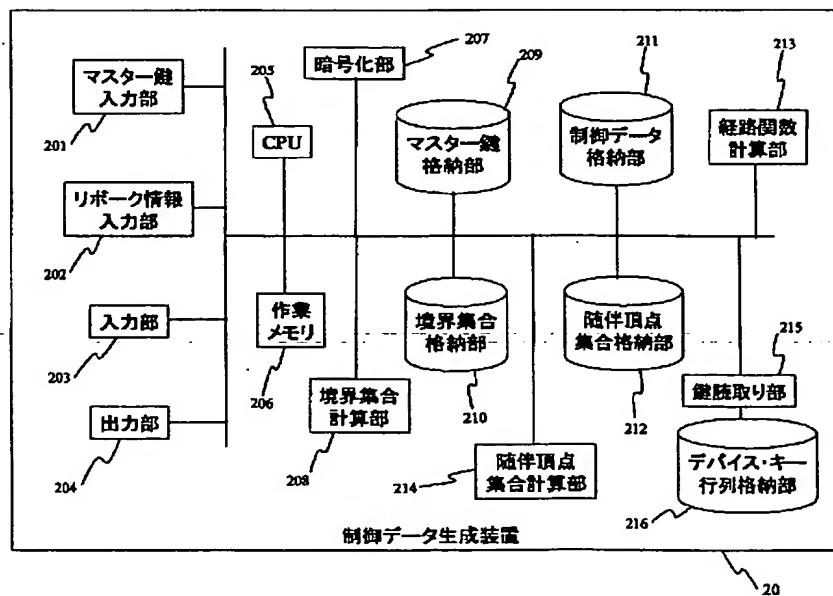 207
209
211
213
暗号化部
マスター鍵
入力部
201
205
CPU
マスター鍵
格納部
制御データ
格納部
経路関数
計算部
リボーク情報
入力部
202
入力部
203
作業
メモリ
206
境界集合
格納部
210
随伴頂点
集合格納部
212
215
鍵読取り部
出力部
204
境界集合
計算部
208
214
随伴頂点
集合計算部
デバイス・キー
行列格納部
216
制御データ生成装置
20